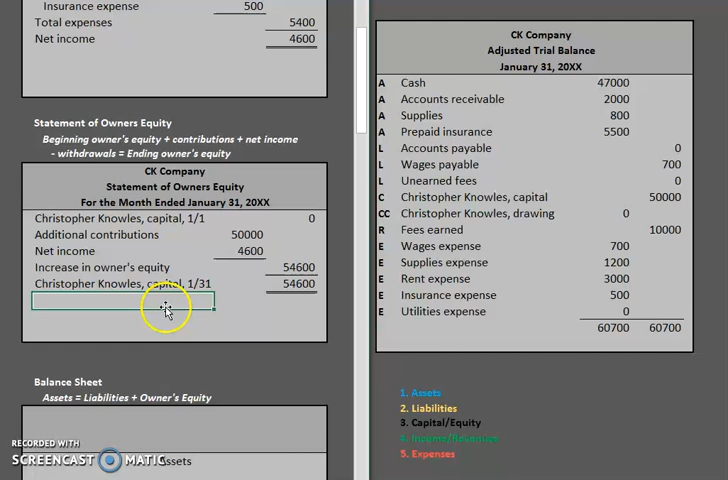 Insurance expense 500
Total expenses 5400
Net income 4600
Statement of Owners Equity
Beginning owner's equity + contributions + net income
- withdrawals = Ending owner's equity
CK Company
Statement of Owners Equity
For the Month Ended January 31, 20XX
Christopher Knowles, capital, 1/1 0
Additional contributions 50000
Net income 4600
Increase in owner's equity 54600
Christopher Knowles, capital, 1/31 54600
Balance Sheet
Assets = Liabilities + Owner's Equity
Assets
RECORDED WITH
SCREENCAST MATIC
CK Company
Adjusted Trial Balance
January 31, 20XX
A Cash 47000
A Accounts receivable 2000
A Supplies 800
A Prepaid insurance 5500
L Accounts payable 0
L Wages payable 700
L Unearned fees 0
C Christopher Knowles, capital 50000
CC Christopher Knowles, drawing 0
R Fees earned 10000
E Wages expense 700
E Supplies expense 1200
E Rent expense 3000
E Insurance expense 500
E Utilities expense 0
60700 60700
1. Assets
2. Liabilities
3. Capital/Equity
4. Income/Revenues
5. Expenses